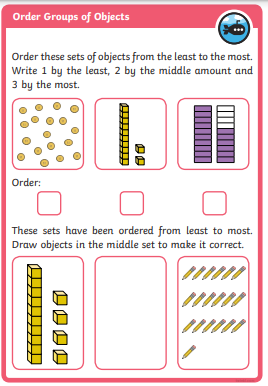 Order Groups of Objects
Order these sets of objects from the least to the most.
Write 1 by the least, 2 by the middle amount and
3 by the most.
Order:
These sets have been ordered from least to most.
Draw objects in the middle set to make it correct.